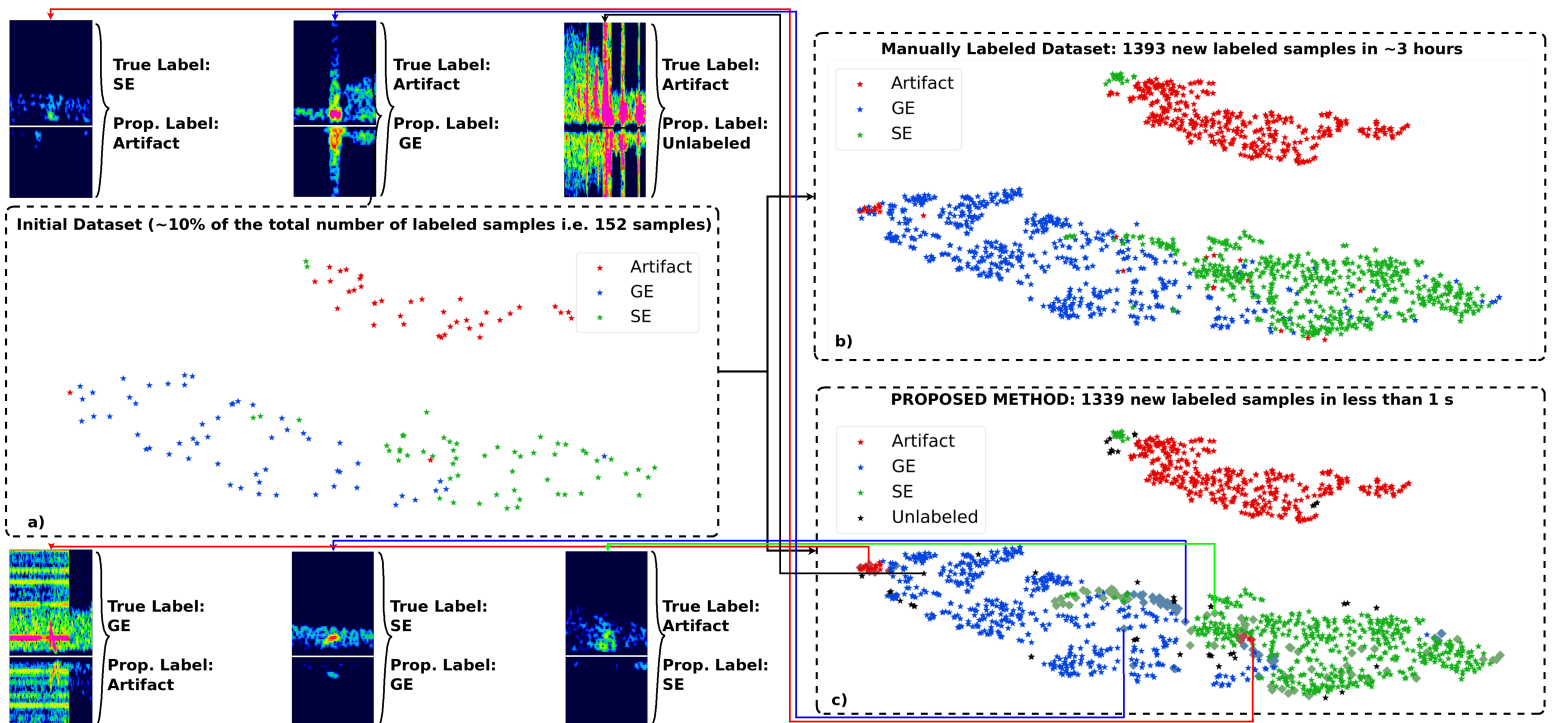 True Label:
SE
Prop. Label:
Artifact
True Label:
Artifact
Prop. Label:
GE
True Label:
Artifact
Prop. Label:
Unlabeled
Initial Dataset (~10% of the total number of labeled samples i.e. 152 samples)
Artifact
GE
SE
a)
True Label:
GE
Prop. Label:
Artifact
True Label:
SE
Prop. Label:
GE
True Label:
Artifact
Prop. Label:
SE
Manually Labeled Dataset: 1393 new labeled samples in ~3 hours
Artifact
GE
SE
b)
PROPOSED METHOD: 1339 new labeled samples in less than 1 s
Artifact
GE
SE
Unlabeled
c)